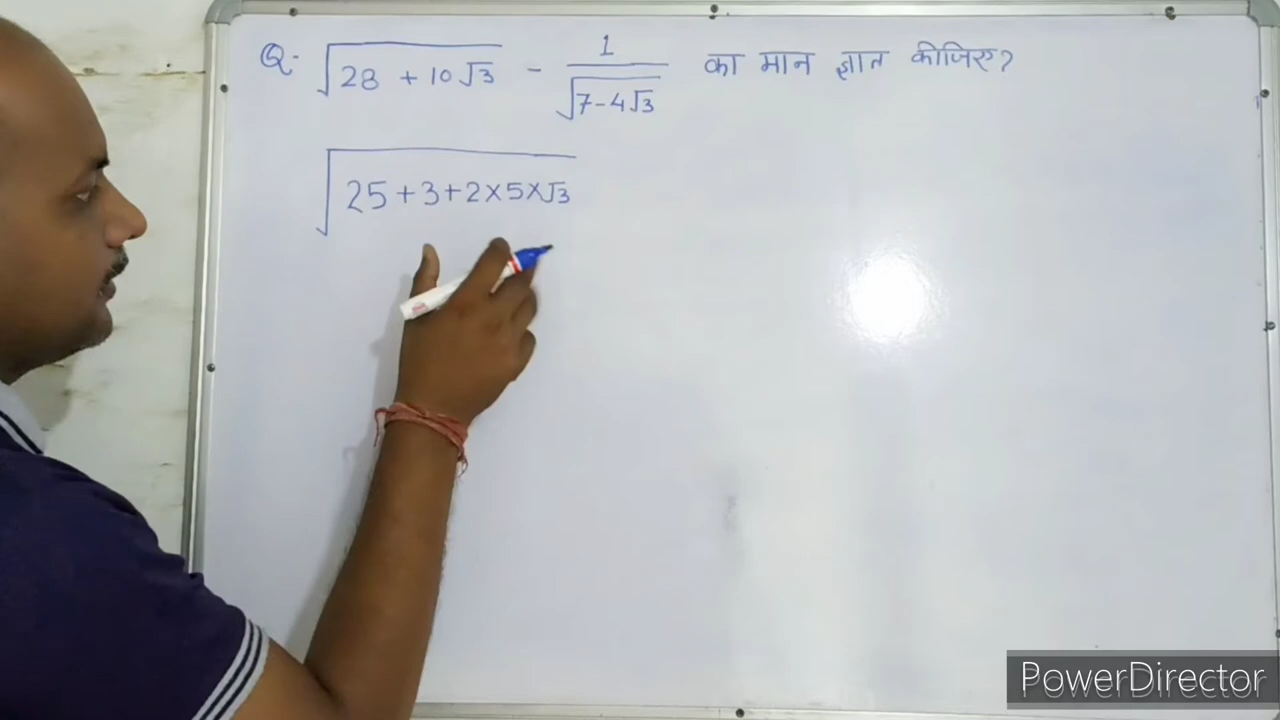 Q. √(28 + 10√3) - 1/√(7-4√3) का मान ज्ञात कीजिए?
√(25+3+2×5×√3)
PowerDirector